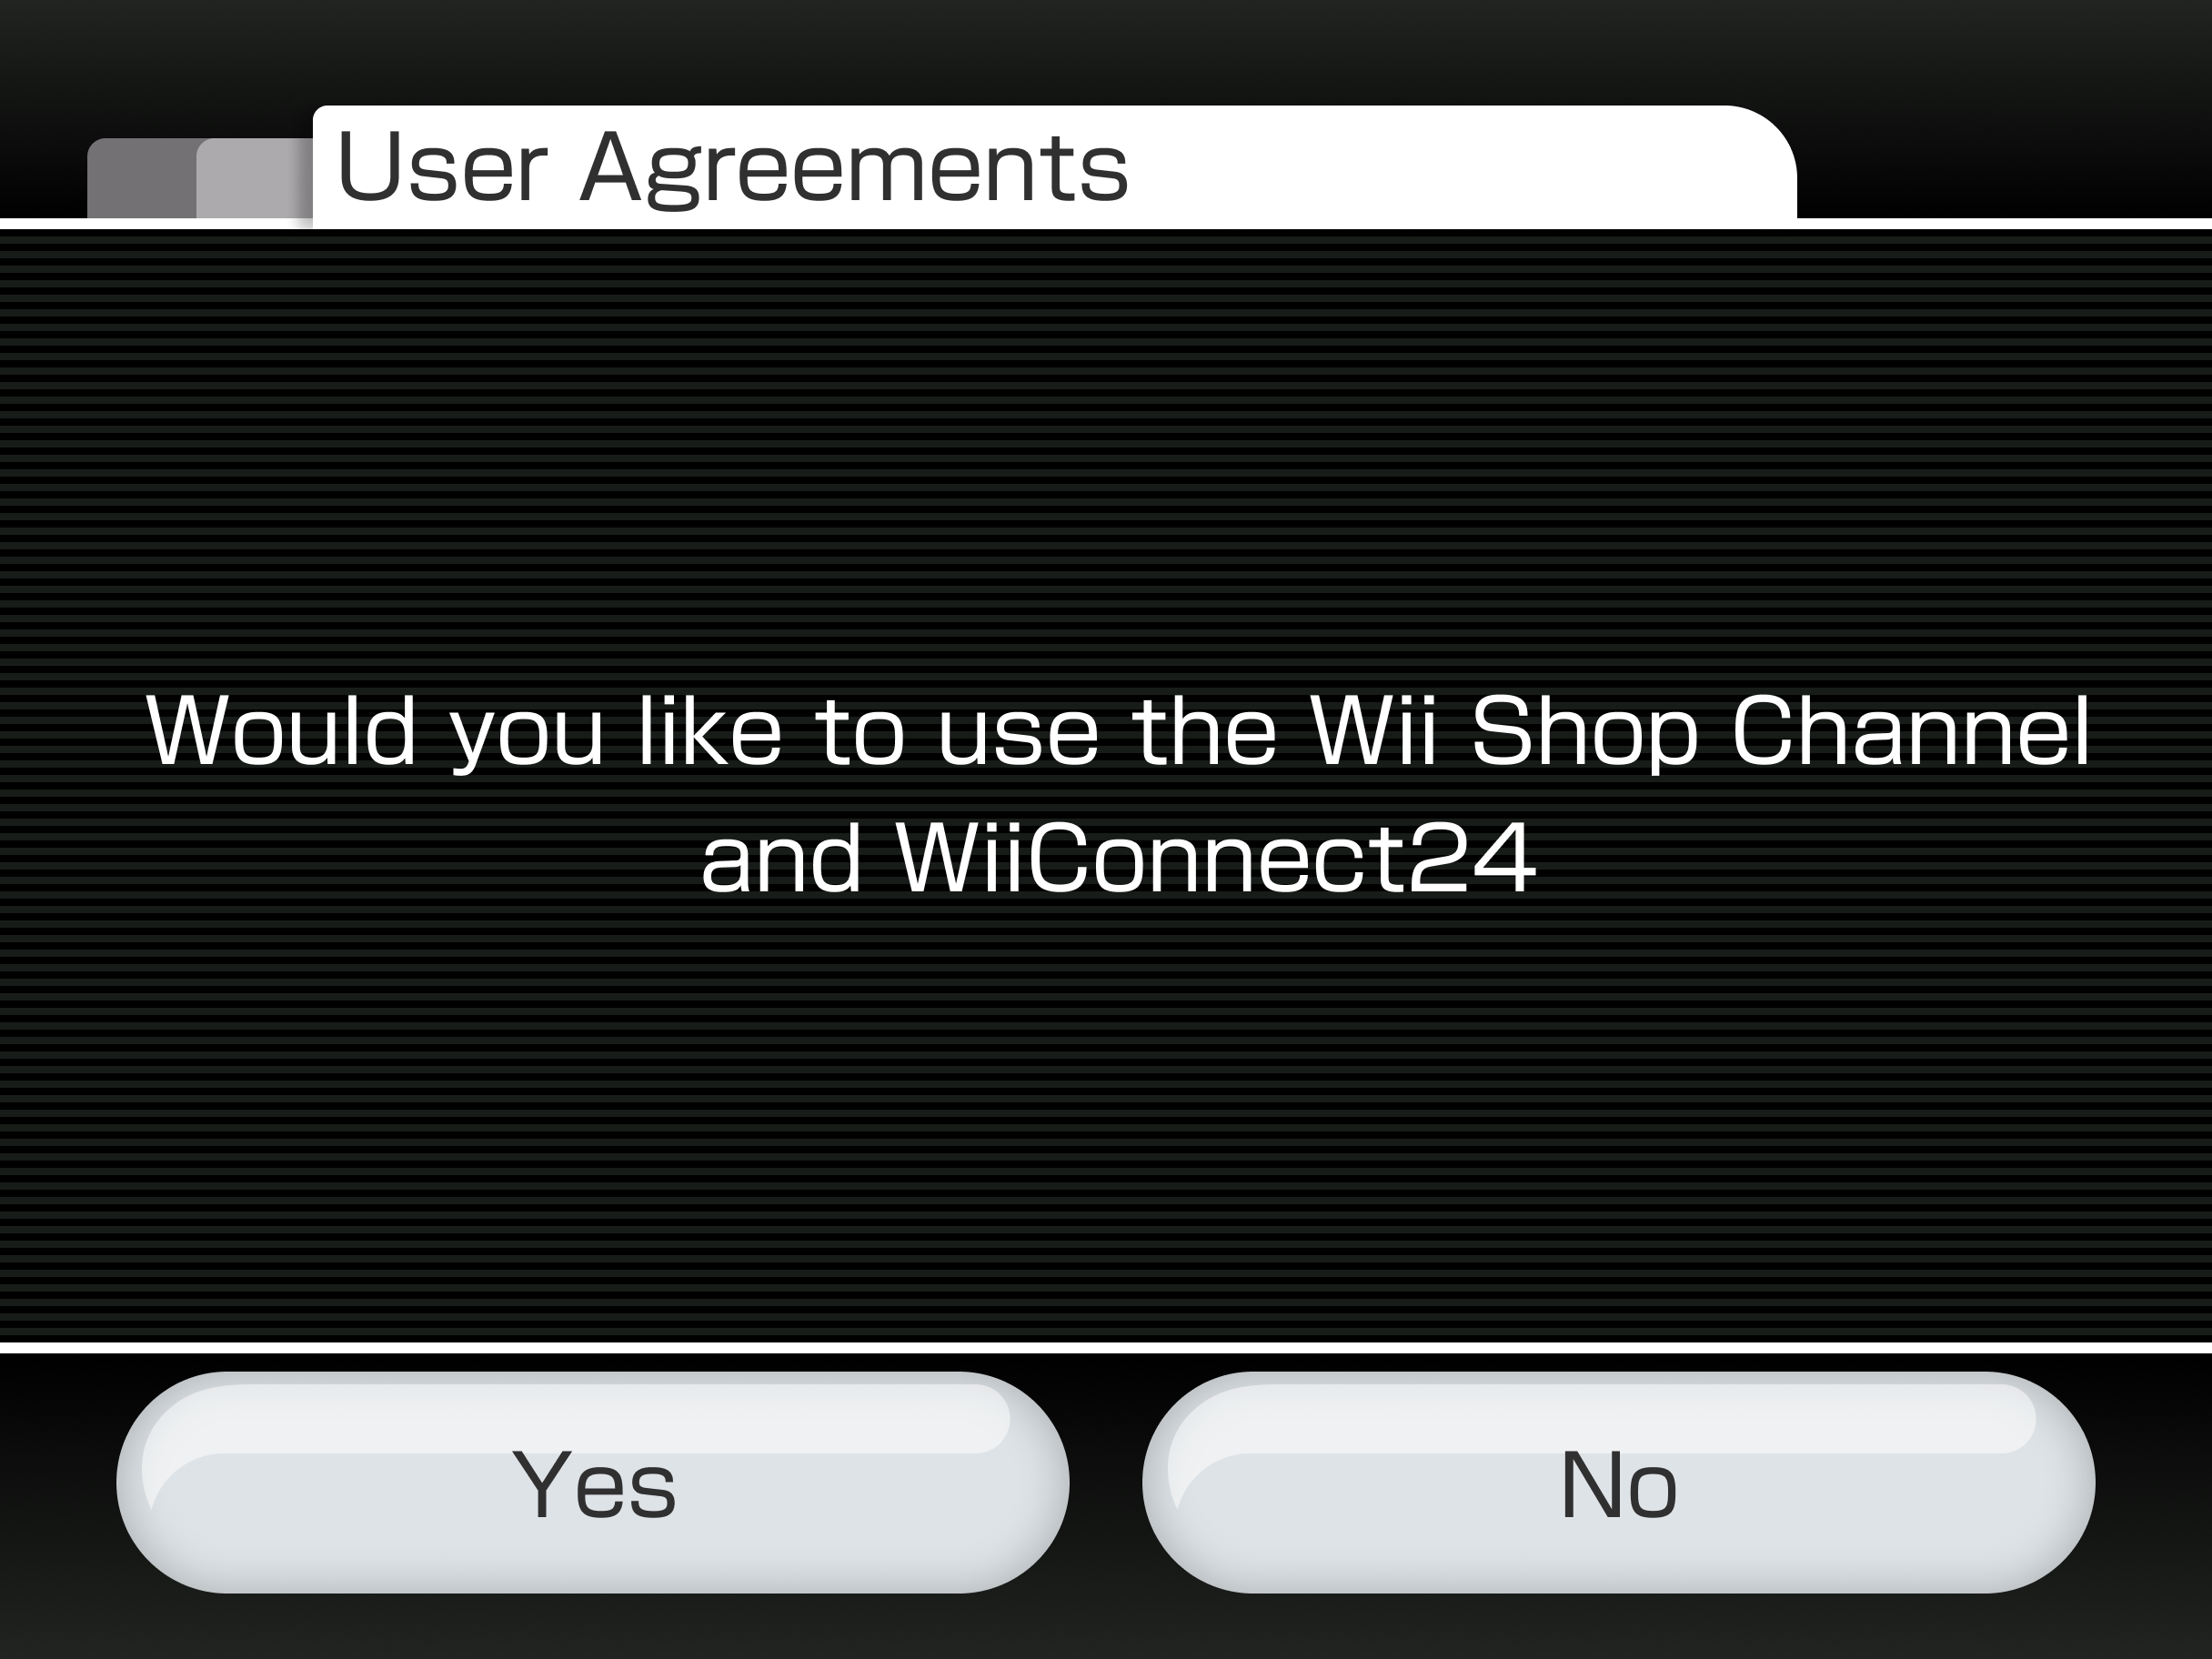 User Agreements
Would you like to use the Wii Shop Channel
and WiiConnect24
Yes
No